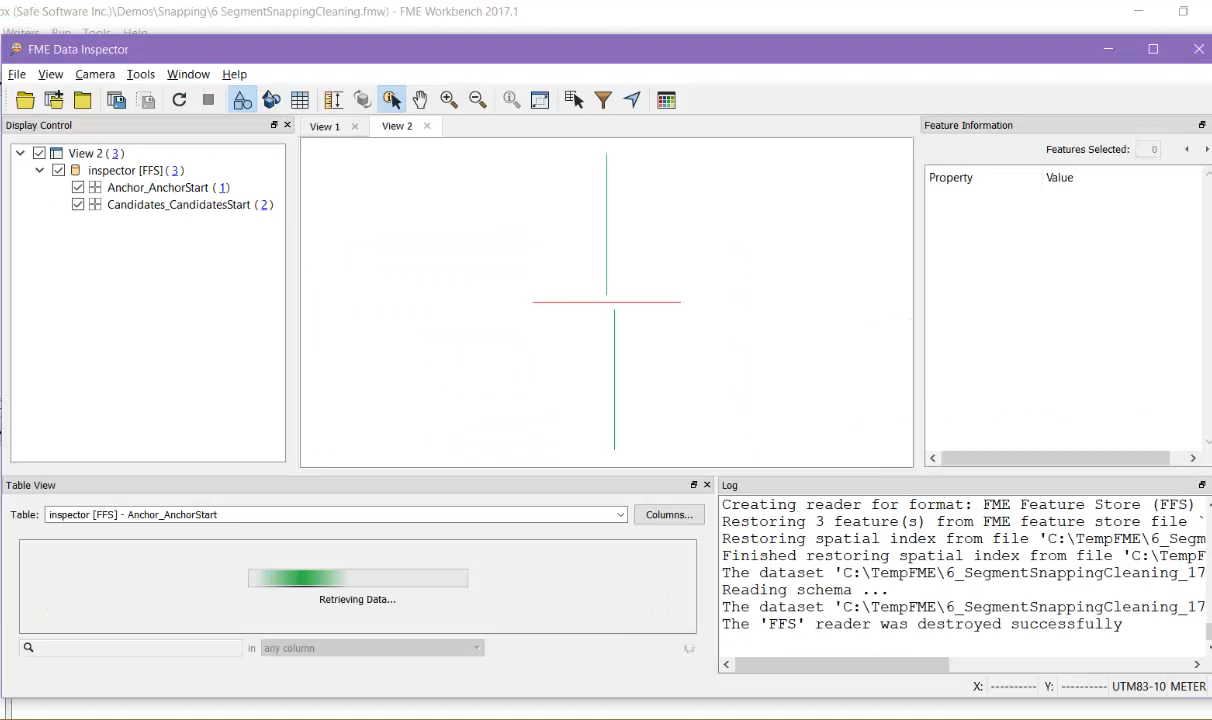 ox (Safe Software Inc.)\Demos\Snapping\6 SegmentSnappingCleaning.fmw) - FME Workbench 2017.1
Writers Run Tools Help
FME Data Inspector
File View Camera Tools Window Help
Display Control
View 1
View 2
Feature Information
View 2 ( 3 )
inspector [FFS] ( 3 )
Anchor_AnchorStart ( 1 )
Candidates_CandidatesStart ( 2 )
Features Selected: 0
Property Value
Table View
Table: inspector [FFS] - Anchor_AnchorStart Columns...
Retrieving Data...
in any column
Log
Creating reader for format: FME Feature Store (FFS)
Restoring 3 feature(s) from FME feature store file `
Restoring spatial index from file 'C:\TempFME\6_Segm
Finished restoring spatial index from file 'C:\TempF
The dataset 'C:\TempFME\6_SegmentSnappingCleaning_17
Reading schema ...
The dataset 'C:\TempFME\6_SegmentSnappingCleaning_17
The 'FFS' reader was destroyed successfully
X: ---------- Y: ---------- UTM83-10 METER